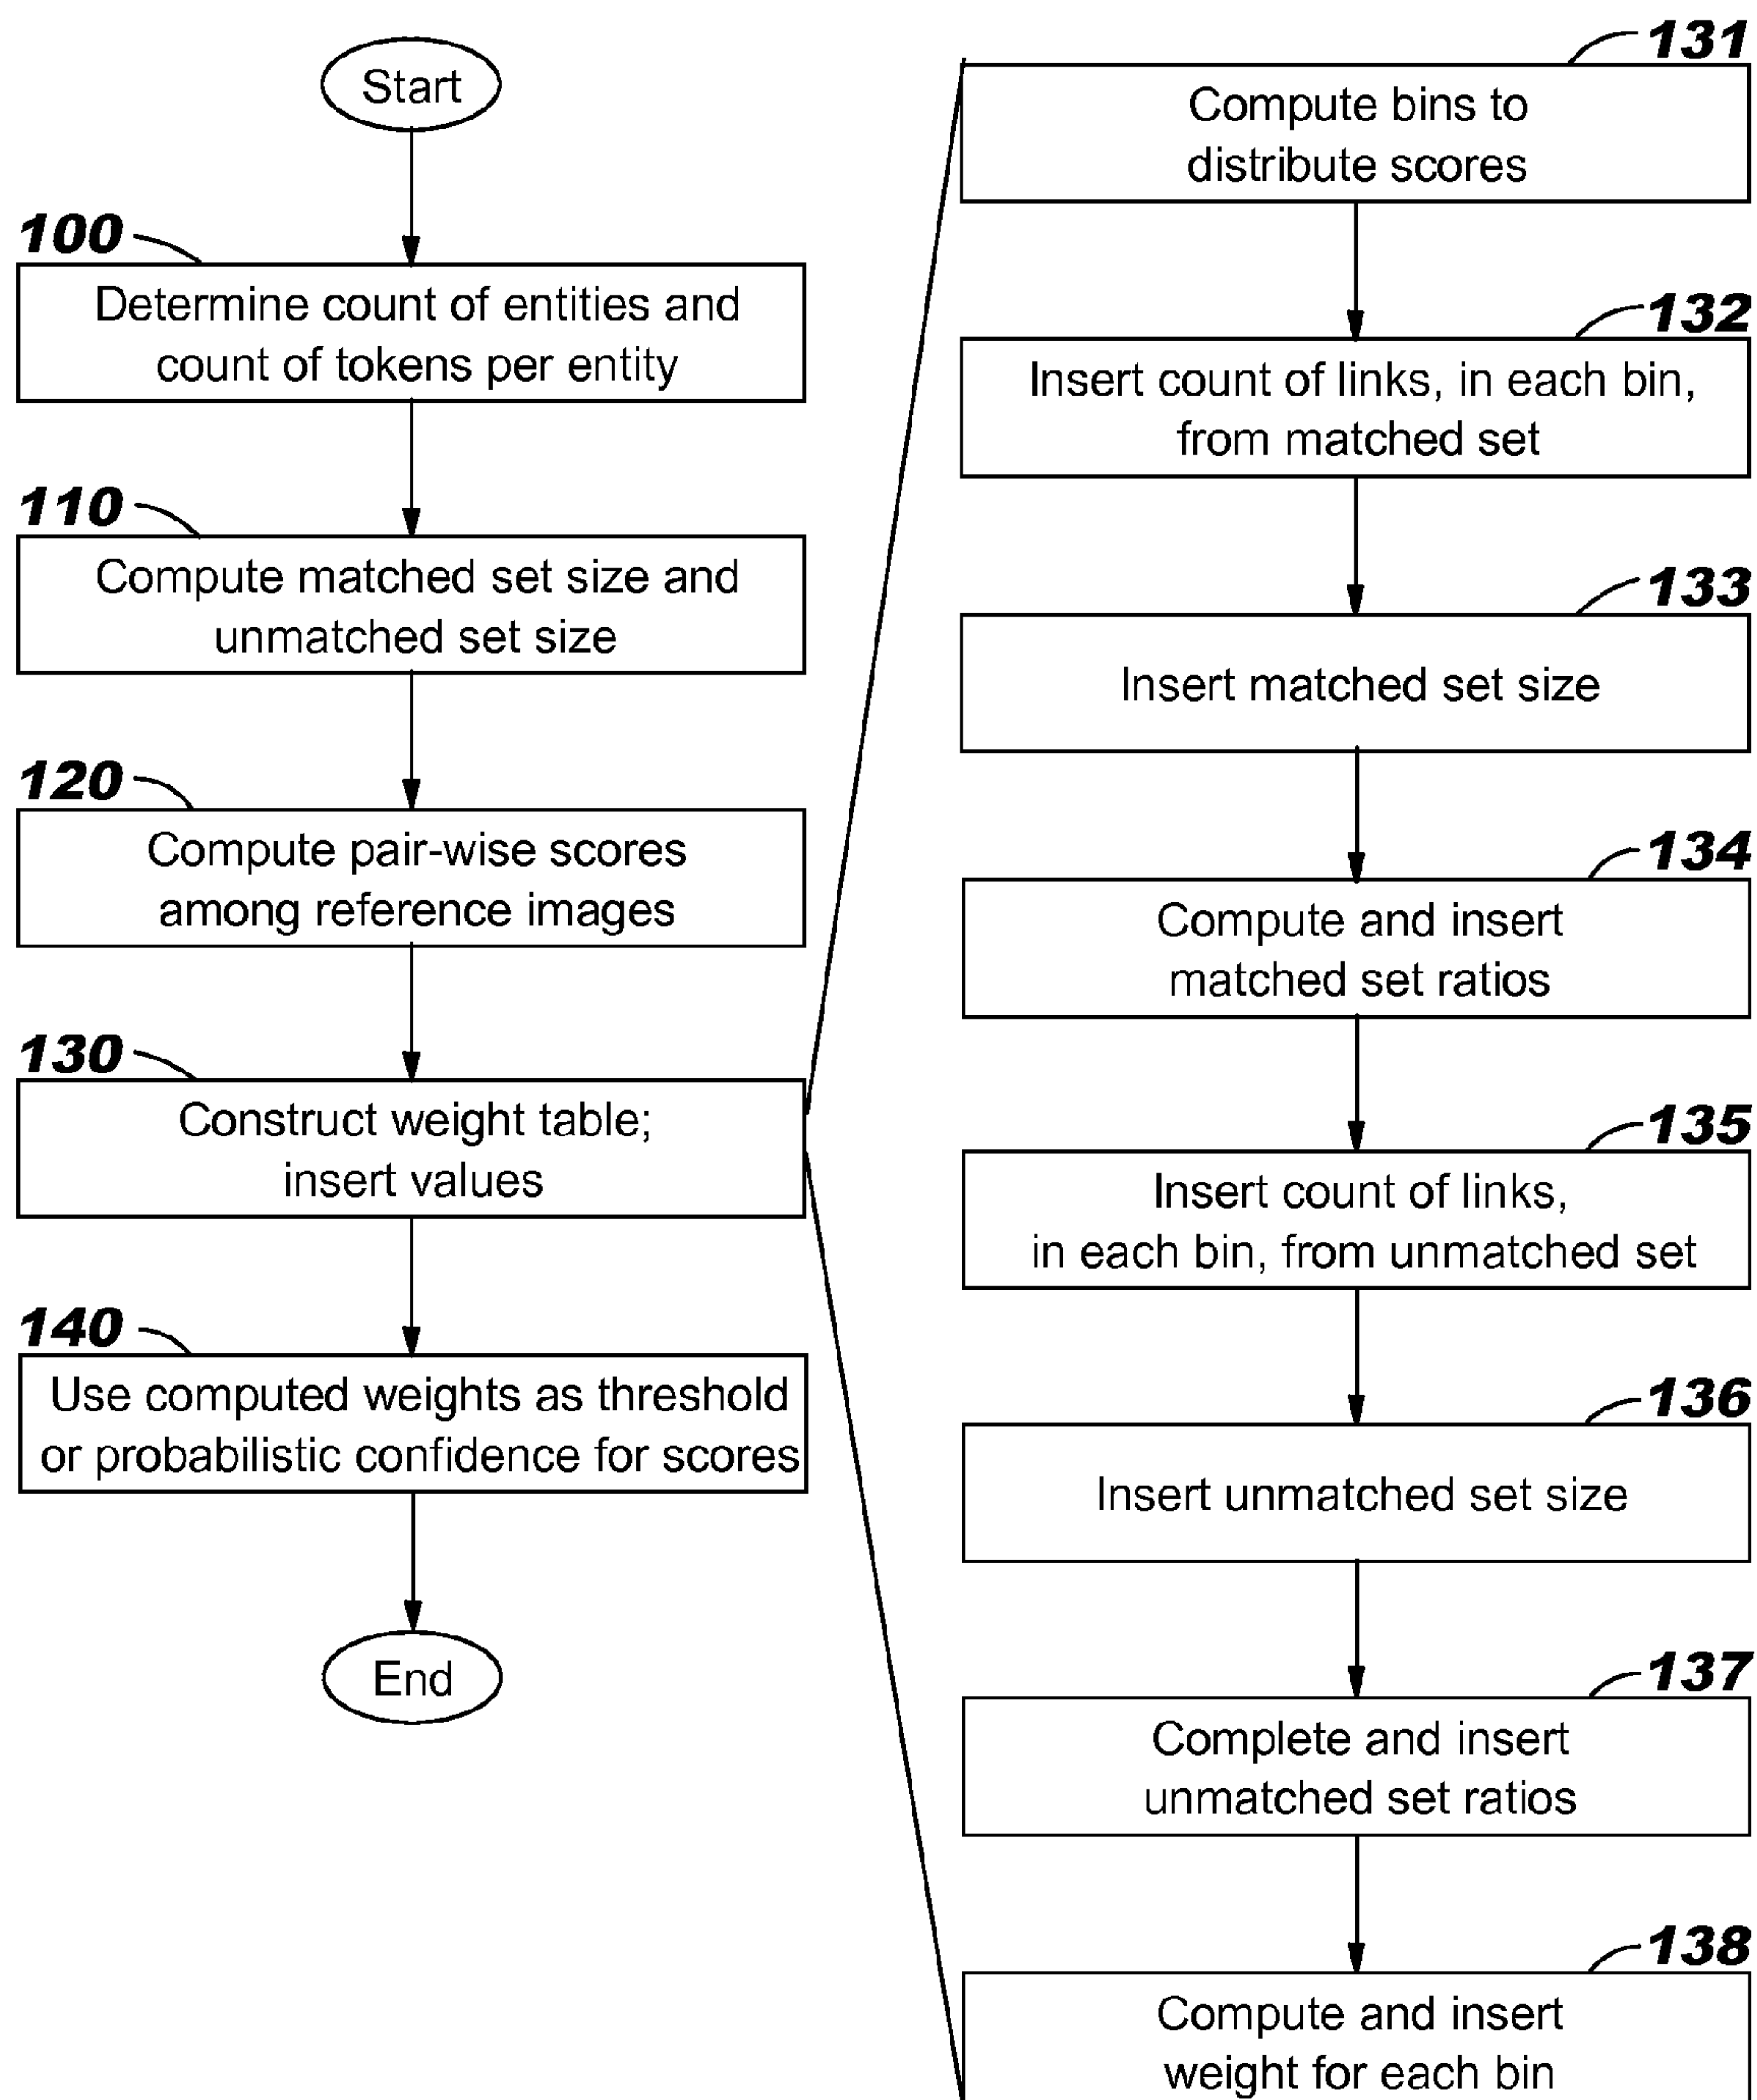 Start
100
Determine count of entities and
count of tokens per entity
110
Compute matched set size and
unmatched set size
120
Compute pair-wise scores
among reference images
130
Construct weight table;
insert values
140
Use computed weights as threshold
or probabilistic confidence for scores
End
131
Compute bins to
distribute scores
132
Insert count of links, in each bin,
from matched set
133
Insert matched set size
134
Compute and insert
matched set ratios
135
Insert count of links,
in each bin, from unmatched set
136
Insert unmatched set size
137
Complete and insert
unmatched set ratios
138
Compute and insert
weight for each bin